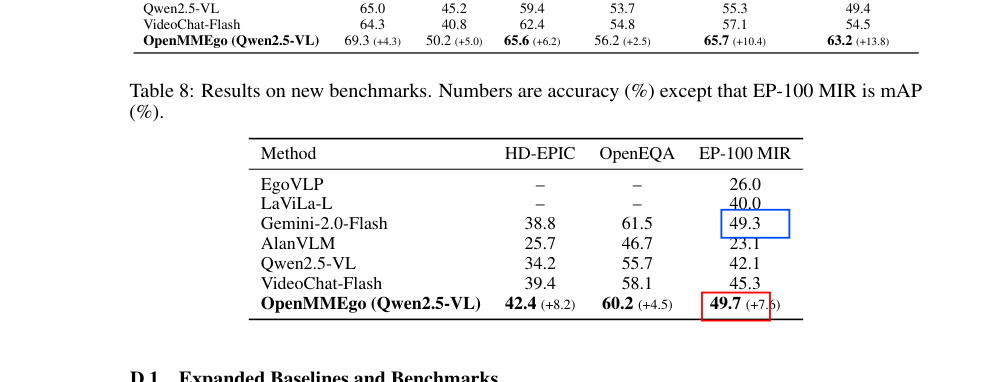 Qwen2.5-VL 65.0 45.2 59.4 53.7 55.3 49.4
VideoChat-Flash 64.3 40.8 62.4 54.8 57.1 54.5
OpenMMEgo (Qwen2.5-VL) 69.3 (+4.3) 50.2 (+5.0) 65.6 (+6.2) 56.2 (+2.5) 65.7 (+10.4) 63.2 (+13.8)
Table 8: Results on new benchmarks. Numbers are accuracy (%) except that EP-100 MIR is mAP
(%).
Method HD-EPIC OpenEQA EP-100 MIR
EgoVLP – – 26.0
LaViLa-L – – 40.0
Gemini-2.0-Flash 38.8 61.5 49.3
AlanVLM 25.7 46.7 23.1
Qwen2.5-VL 34.2 55.7 42.1
VideoChat-Flash 39.4 58.1 45.3
OpenMMEgo (Qwen2.5-VL) 42.4 (+8.2) 60.2 (+4.5) 49.7 (+7.6)
D.1 Expanded Baselines and Benchmarks